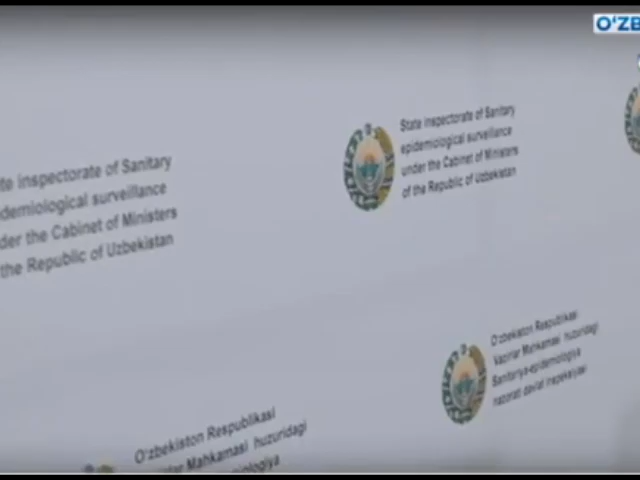 O'ZB
State inspectorate of Sanitary
epidemiological surveillance
under the Cabinet of Ministers
of the Republic of Uzbekistan
te inspectorate of Sanitary
demiological surveillance
der the Cabinet of Ministers
the Republic of Uzbekistan
O'zbekiston Respublikasi
Vazirlar Mahkamasi huzuridagi
Sanitariya-epidemiologiya
nazorati davlat inspeksiyasi
O'zbekiston Respublikasi
Mahkamasi huzuridagi